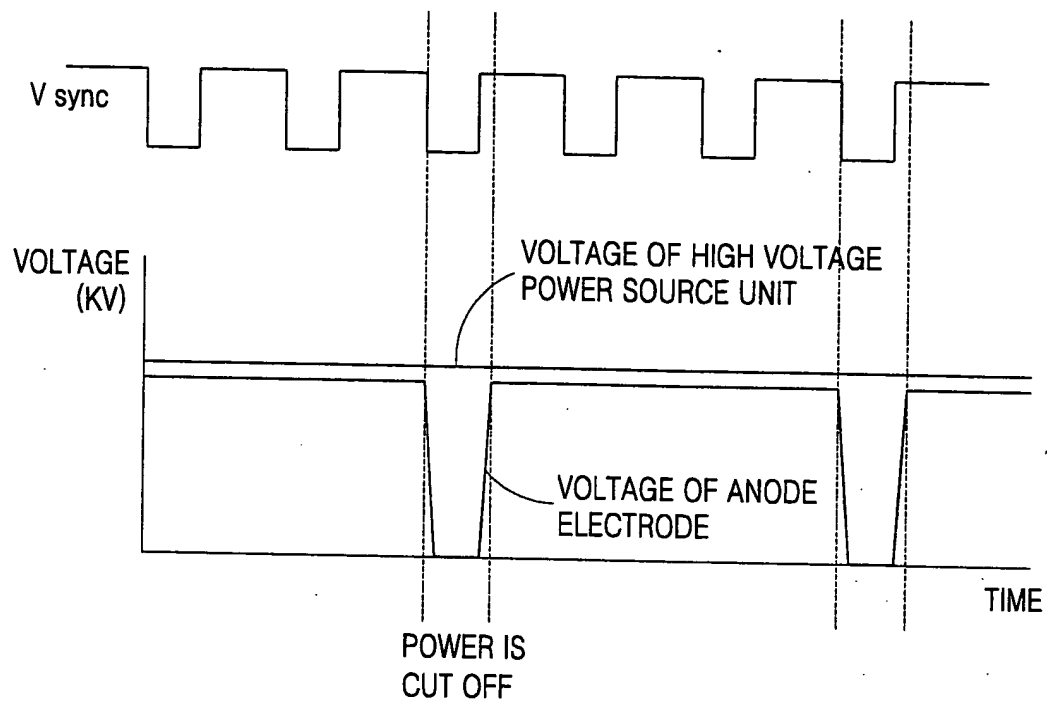 V sync
VOLTAGE
(KV)
VOLTAGE OF HIGH VOLTAGE
POWER SOURCE UNIT
VOLTAGE OF ANODE
ELECTRODE
TIME
POWER IS
CUT OFF